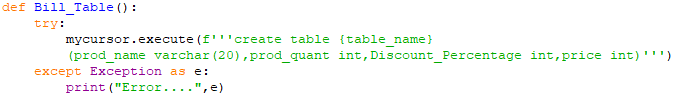 def Bill_Table():
    try:
        mycursor.execute(f'''create table {table_name}
        (prod_name varchar(20),prod_quant int,Discount_Percentage int,price int)''')
    except Exception as e:
        print("Error....",e)